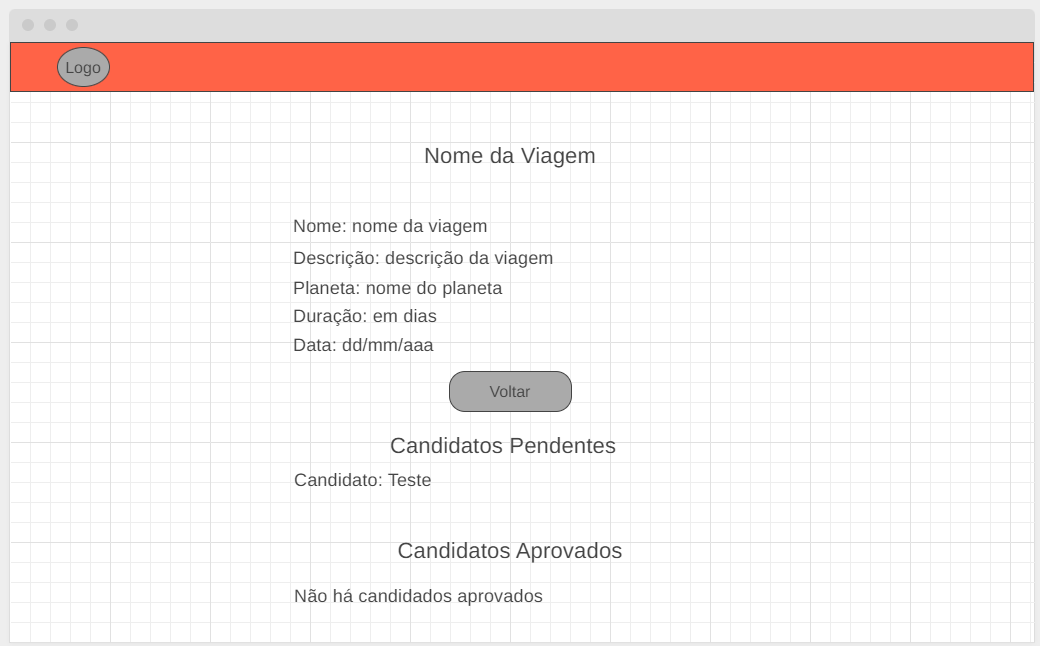 Logo
Nome da Viagem
Nome: nome da viagem
Descrição: descrição da viagem
Planeta: nome do planeta
Duração: em dias
Data: dd/mm/aaa
Voltar
Candidatos Pendentes
Candidato: Teste
Candidatos Aprovados
Não há candidados aprovados